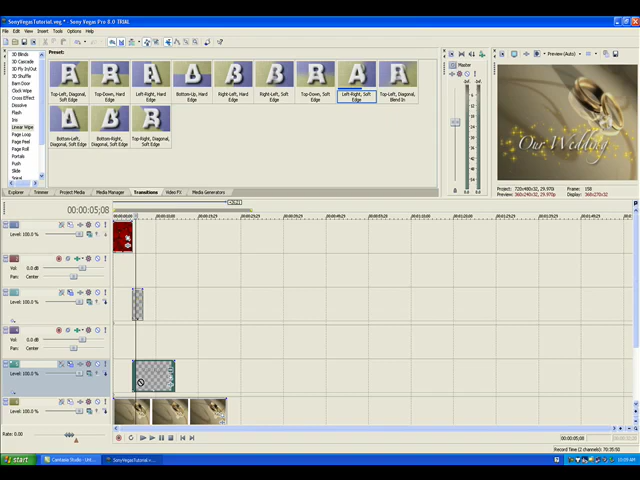 SonyVegasTutorial.veg * - Sony Vegas Pro 8.0 TRIAL
File Edit View Insert Tools Options Help
3D Blinds
3D Cascade
3D Fly In/Out
3D Shuffle
Barn Door
Clock Wipe
Cross Effect
Dissolve
Flash
Iris
Linear Wipe
Page Loop
Page Peel
Page Roll
Portals
Push
Slide
Spiral
Preset:
Top-Left, Diagonal, Soft Edge
Top-Down, Hard Edge
Left-Right, Hard Edge
Bottom-Up, Hard Edge
Right-Left, Hard Edge
Right-Left, Soft Edge
Top-Down, Soft Edge
Left-Right, Soft Edge
Top-Left, Diagonal, Blend In
Bottom-Left, Diagonal, Soft Edge
Bottom-Right, Diagonal, Soft Edge
Top-Right, Diagonal, Soft Edge
Explorer Trimmer Project Media Media Manager Transitions Video FX Media Generators
Master
Preview (Auto)
Our Wedding
Project: 720x480x32, 29.970i
Frame: 158
Preview: 360x240x32, 29.970p
Display: 360x270x32
00:00:05;08
Level: 100.0 %
Vol: 0.0 dB
Pan: Center
Level: 100.0 %
Vol: 0.0 dB
Pan: Center
Level: 100.0 %
Level: 100.0 %
Rate: 0.00
00:00:05;08
Record Time (2 channels): 70:35:50
start
Camtasia Studio - Unt...
SonyVegasTutorial.v...
10:09 AM